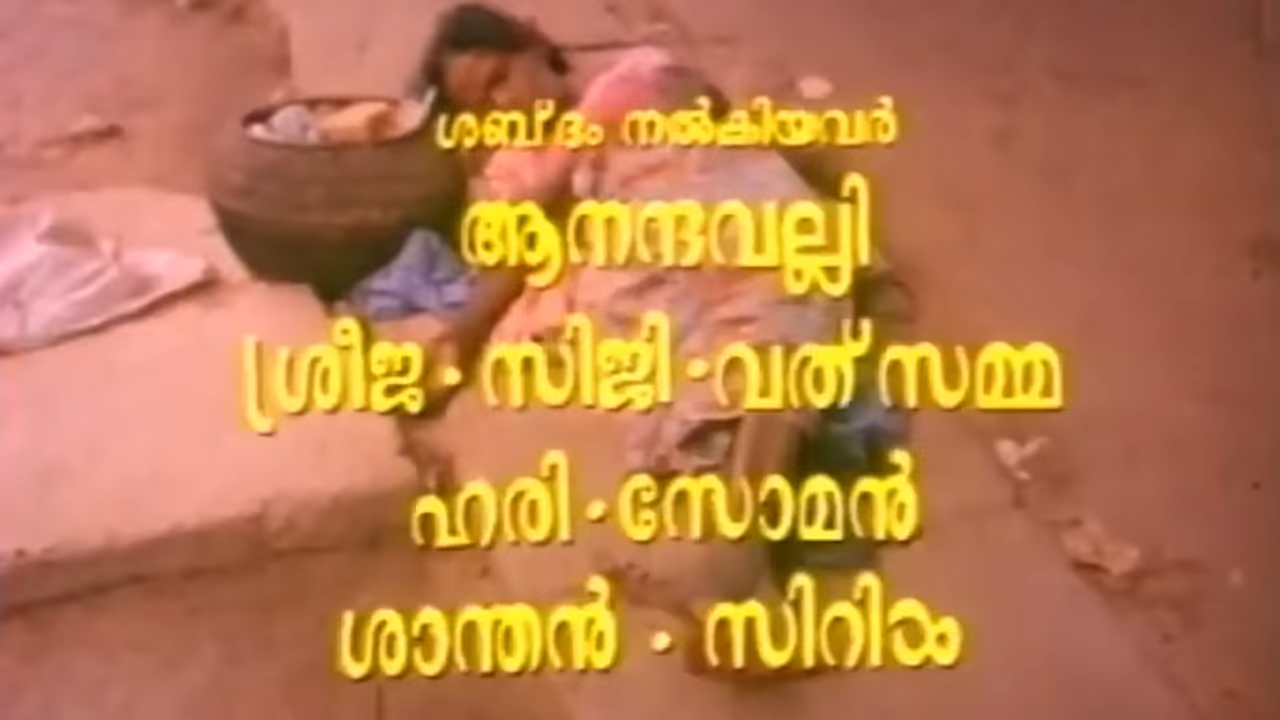 ശബ്ദം നൽകിയവർ
ആനന്ദവല്ലി
ശ്രീജ · സിജി · വത്സമ്മ
ഹരി · സോമൻ
ശാന്തൻ ·